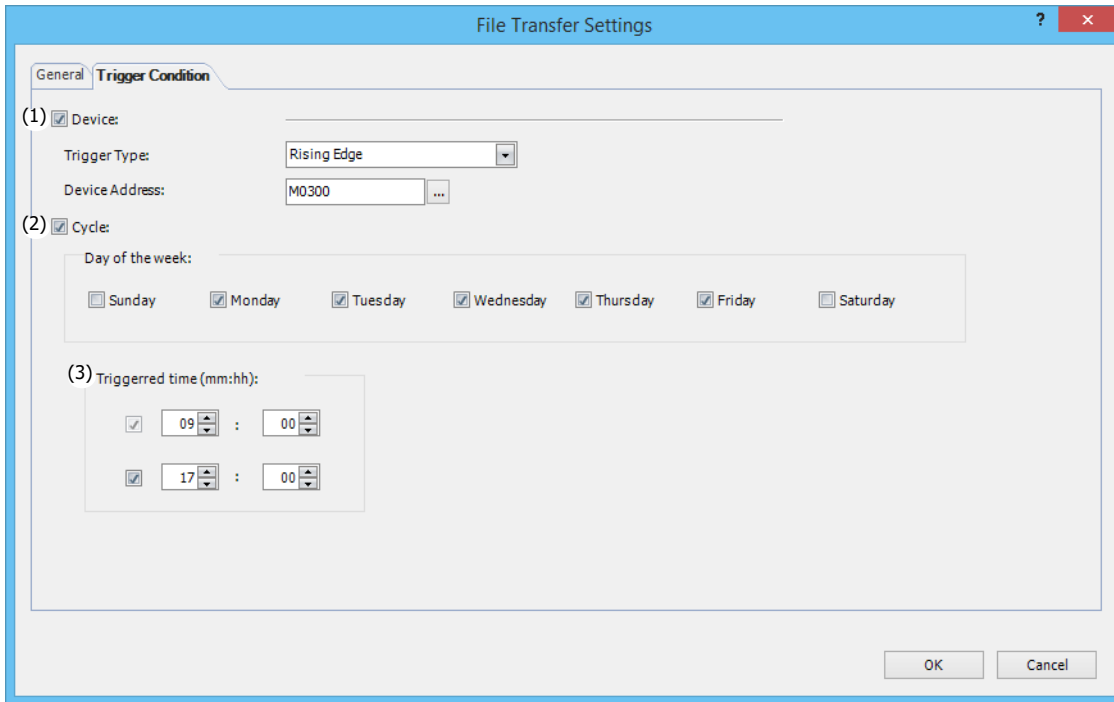 File Transfer Settings ? ×
General Trigger Condition
(1) Device:
Trigger Type: Rising Edge
Device Address: M0300 ...
(2) Cycle:
Day of the week:
Sunday Monday Tuesday Wednesday Thursday Friday Saturday
(3) Triggerred time (mm:hh):
09 : 00
17 : 00
OK Cancel